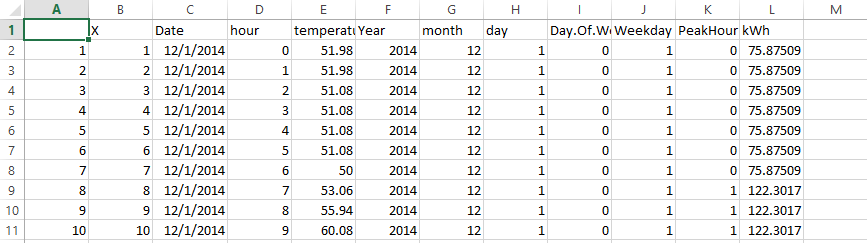 A B C D E F G H I J K L M
1 X Date hour temperatu Year month day Day.Of.We Weekday PeakHour kWh
2 1 1 12/1/2014 0 51.98 2014 12 1 0 1 0 75.87509
3 2 2 12/1/2014 1 51.98 2014 12 1 0 1 0 75.87509
4 3 3 12/1/2014 2 51.08 2014 12 1 0 1 0 75.87509
5 4 4 12/1/2014 3 51.08 2014 12 1 0 1 0 75.87509
6 5 5 12/1/2014 4 51.08 2014 12 1 0 1 0 75.87509
7 6 6 12/1/2014 5 51.08 2014 12 1 0 1 0 75.87509
8 7 7 12/1/2014 6 50 2014 12 1 0 1 0 75.87509
9 8 8 12/1/2014 7 53.06 2014 12 1 0 1 1 122.3017
10 9 9 12/1/2014 8 55.94 2014 12 1 0 1 1 122.3017
11 10 10 12/1/2014 9 60.08 2014 12 1 0 1 1 122.3017